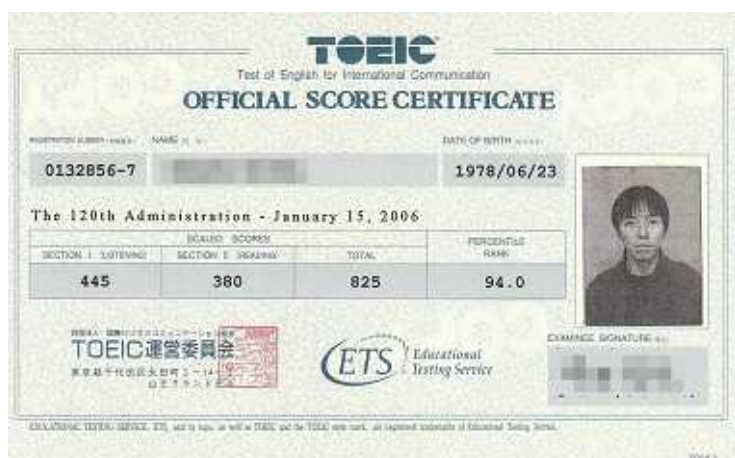 TOEIC
Test of English for International Communication
OFFICIAL SCORE CERTIFICATE
NAME DATE OF BIRTH
0132856-7 1978/06/23
The 120th Administration - January 15, 2006
SCALED SCORES PERCENTILE RANK
SECTION I LISTENING SECTION II READING TOTAL
445 380 825 94.0
TOEIC運営委員会
ETS Educational Testing Service
EXAMINEE SIGNATURE